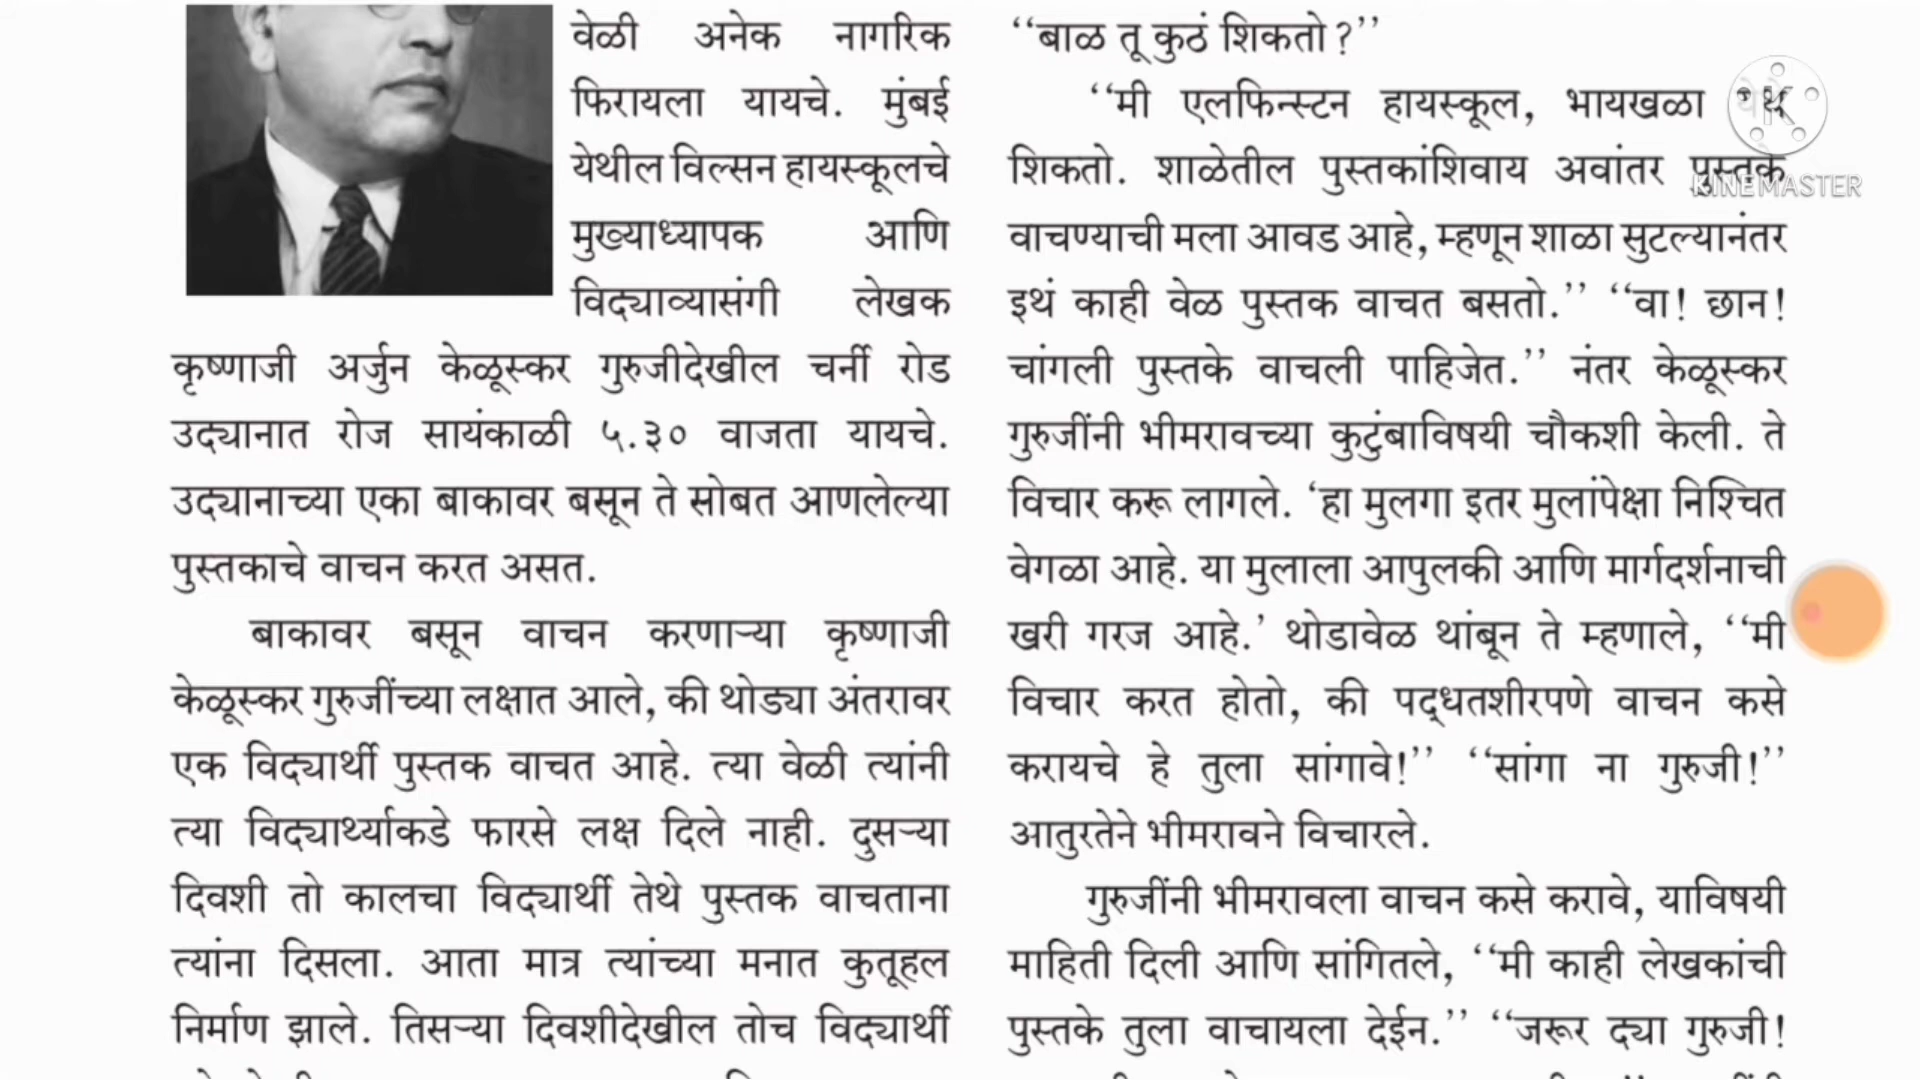 वेळी अनेक नागरिक
फिरायला यायचे. मुंबई
येथील विल्सन हायस्कूलचे
मुख्याध्यापक आणि
विद्याव्यासंगी लेखक
कृष्णाजी अर्जुन केळूस्कर गुरुजीदेखील चर्नी रोड
उद्यानात रोज सायंकाळी ५.३० वाजता यायचे.
उद्यानाच्या एका बाकावर बसून ते सोबत आणलेल्या
पुस्तकाचे वाचन करत असत.
बाकावर बसून वाचन करणाऱ्या कृष्णाजी
केळूस्कर गुरुजींच्या लक्षात आले, की थोड्या अंतरावर
एक विद्यार्थी पुस्तक वाचत आहे. त्या वेळी त्यांनी
त्या विद्यार्थ्याकडे फारसे लक्ष दिले नाही. दुसऱ्या
दिवशी तो कालचा विद्यार्थी तेथे पुस्तक वाचताना
त्यांना दिसला. आता मात्र त्यांच्या मनात कुतूहल
निर्माण झाले. तिसऱ्या दिवशीदेखील तोच विद्यार्थी
‘‘बाळ तू कुठं शिकतो?’’
‘‘मी एलफिन्स्टन हायस्कूल, भायखळा
शिकतो. शाळेतील पुस्तकांशिवाय अवांतर पुस्तके
वाचण्याची मला आवड आहे, म्हणून शाळा सुटल्यानंतर
इथं काही वेळ पुस्तक वाचत बसतो.’’ ‘‘वा! छान!
चांगली पुस्तके वाचली पाहिजेत.’’ नंतर केळूस्कर
गुरुजींनी भीमरावच्या कुटुंबाविषयी चौकशी केली. ते
विचार करू लागले. ‘हा मुलगा इतर मुलांपेक्षा निश्चित
वेगळा आहे. या मुलाला आपुलकी आणि मार्गदर्शनाची
खरी गरज आहे.’ थोडावेळ थांबून ते म्हणाले, ‘‘मी
विचार करत होतो, की पद्धतशीरपणे वाचन कसे
करायचे हे तुला सांगावे!’’ ‘‘सांगा ना गुरुजी!’’
आतुरतेने भीमरावने विचारले.
गुरुजींनी भीमरावला वाचन कसे करावे, याविषयी
माहिती दिली आणि सांगितले, ‘‘मी काही लेखकांची
पुस्तके तुला वाचायला देईन.’’ ‘‘जरूर द्या गुरुजी!
K
KINEMASTER